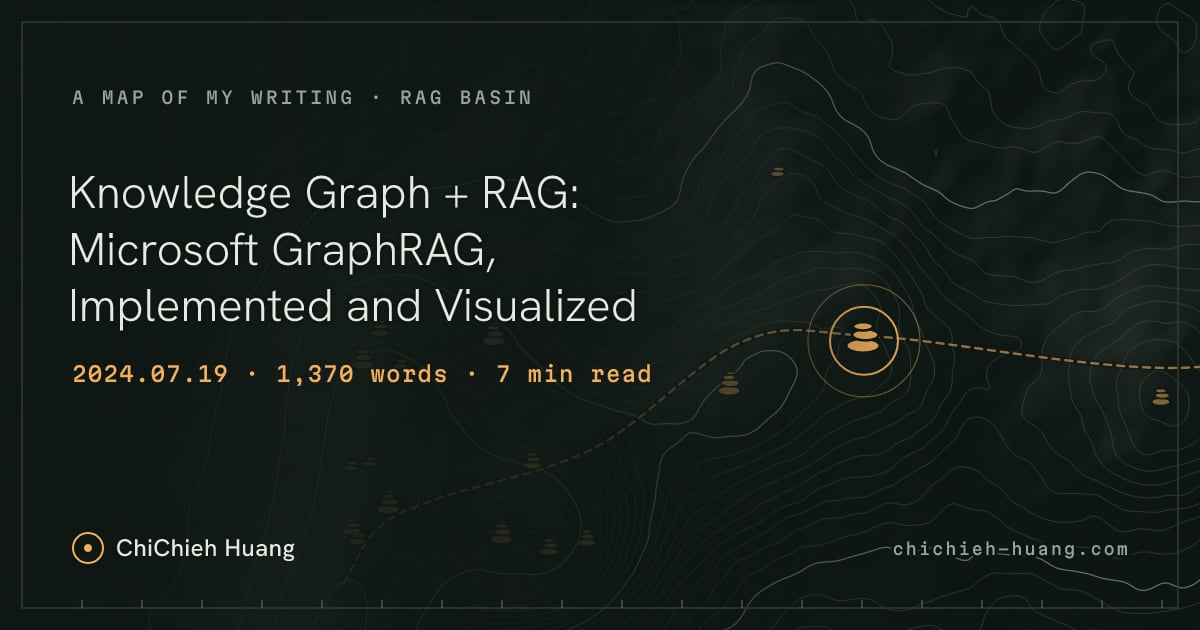 A MAP OF MY WRITING · RAG BASIN
Knowledge Graph + RAG:
Microsoft GraphRAG,
Implemented and Visualized
2024.07.19 · 1,370 words · 7 min read
ChiChieh Huang
chichieh-huang.com